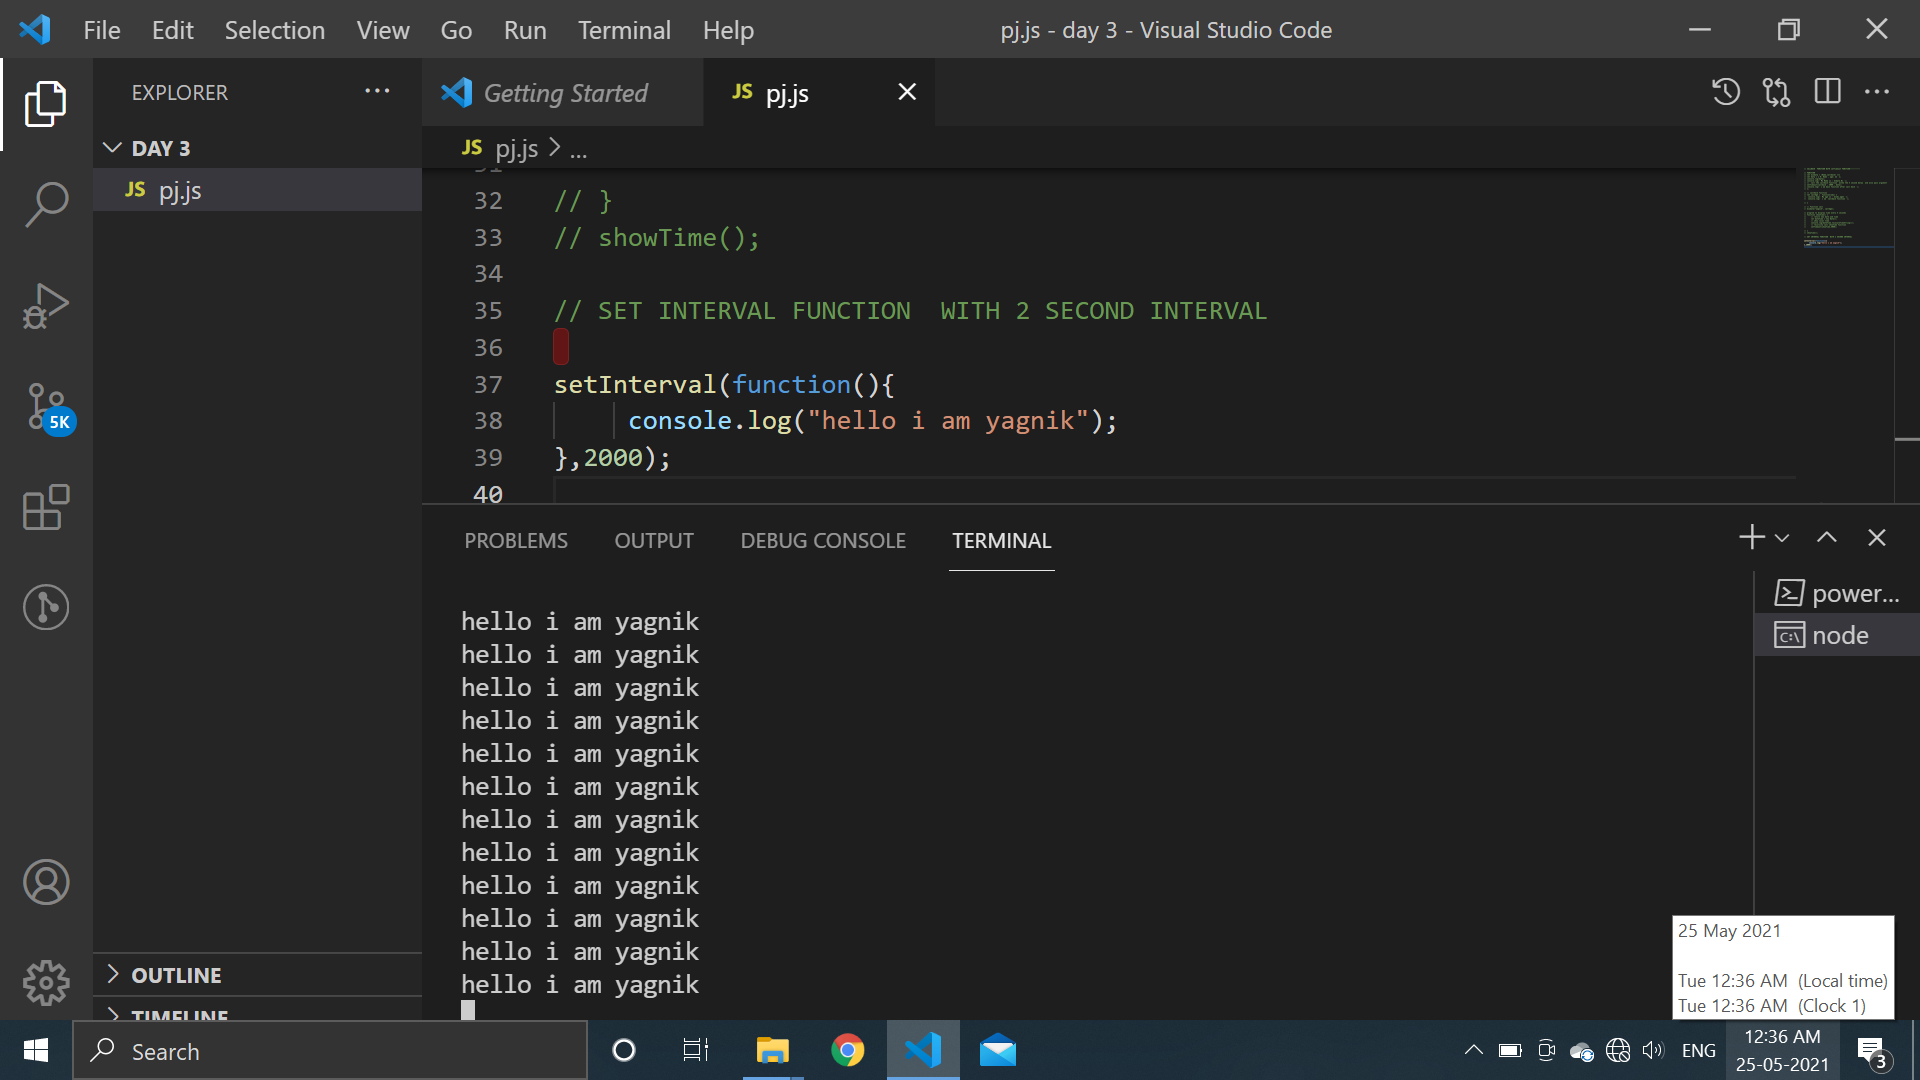 File Edit Selection View Go Run Terminal Help
pj.js - day 3 - Visual Studio Code
EXPLORER
Getting Started
JS pj.js
DAY 3
JS pj.js
JS pj.js > ...
31
32 // }
33 // showTime();
34
35 // SET INTERVAL FUNCTION  WITH 2 SECOND INTERVAL
36
37 setInterval(function(){
38 console.log("hello i am yagnik");
39 },2000);
40
5K
PROBLEMS OUTPUT DEBUG CONSOLE TERMINAL
power...
node
hello i am yagnik
hello i am yagnik
hello i am yagnik
hello i am yagnik
hello i am yagnik
hello i am yagnik
hello i am yagnik
hello i am yagnik
hello i am yagnik
hello i am yagnik
hello i am yagnik
hello i am yagnik
OUTLINE
TIMELINE
25 May 2021
Tue 12:36 AM (Local time)
Tue 12:36 AM (Clock 1)
Search
ENG
12:36 AM
25-05-2021
3